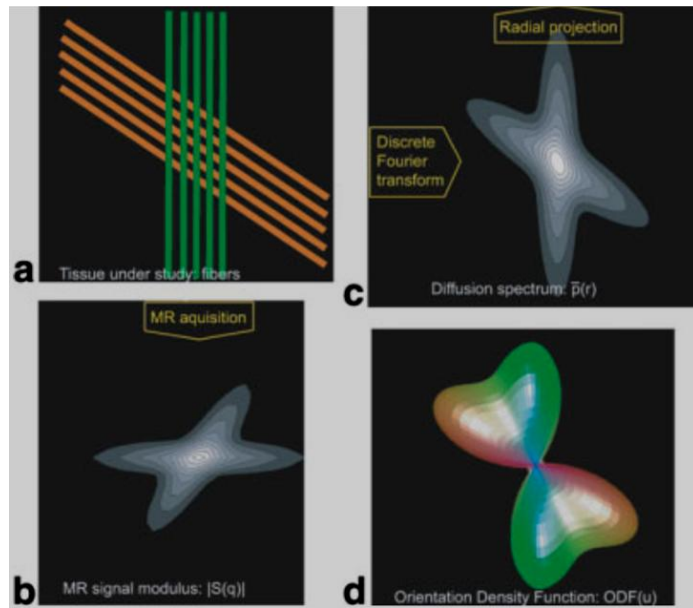 a
Tissue under study: fibers
MR aquisition
b
MR signal modulus: |S(q)|
Radial projection
Discrete
Fourier
transform
c
Diffusion spectrum: p̅(r)
d
Orientation Density Function: ODF(u)